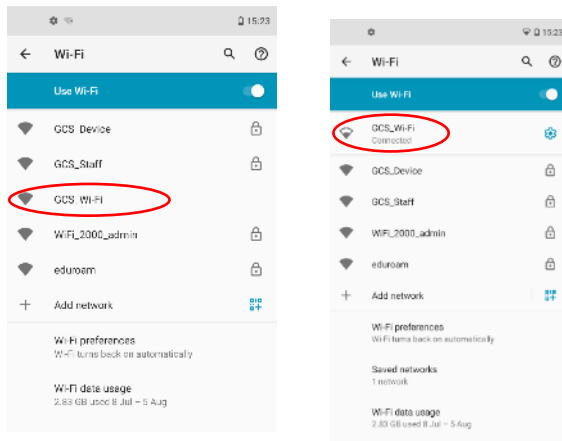 15:23
Wi-Fi
Use Wi-Fi
GCS_Device
GCS_Staff
GCS_Wi-Fi
WiFi_2000_admin
eduroam
Add network
Wi-Fi preferences
Wi-Fi turns back on automatically
Wi-Fi data usage
2.83 GB used 8 Jul – 5 Aug
15:23
Wi-Fi
Use Wi-Fi
GCS_Wi-Fi
Connected
GCS_Device
GCS_Staff
WiFi_2000_admin
eduroam
Add network
Wi-Fi preferences
Wi-Fi turns back on automatically
Saved networks
1 network
Wi-Fi data usage
2.83 GB used 8 Jul – 5 Aug